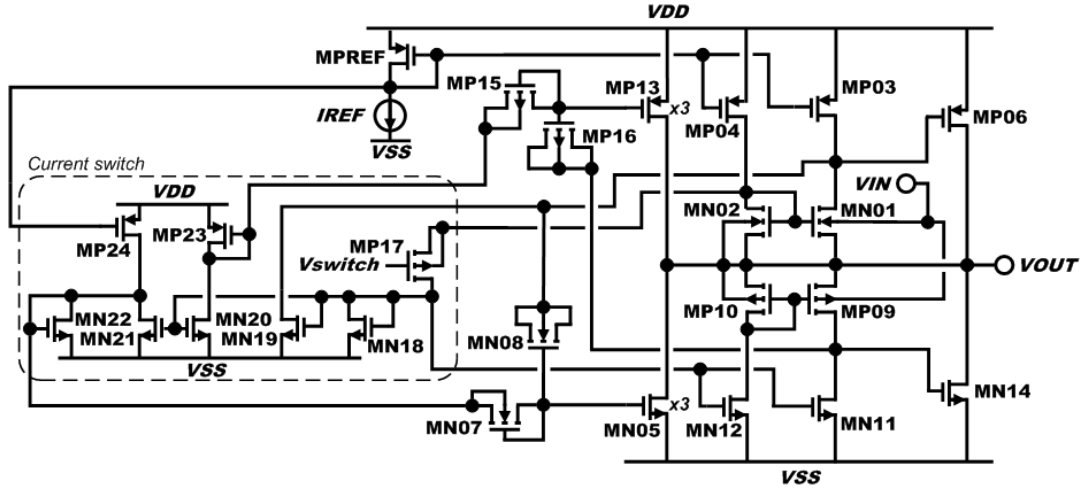 VDD
MPREF
MP15
MP13
MP03
x3
IREF
MP04
MP06
MP16
VSS
Current switch
VDD
VIN
MN02
MN01
MP23
MP17
MP24
Vswitch
VOUT
MP10
MP09
MN22
MN20
MN21
MN19
MN18
MN08
VSS
MN14
MN07
MN05
x3
MN12
MN11
VSS